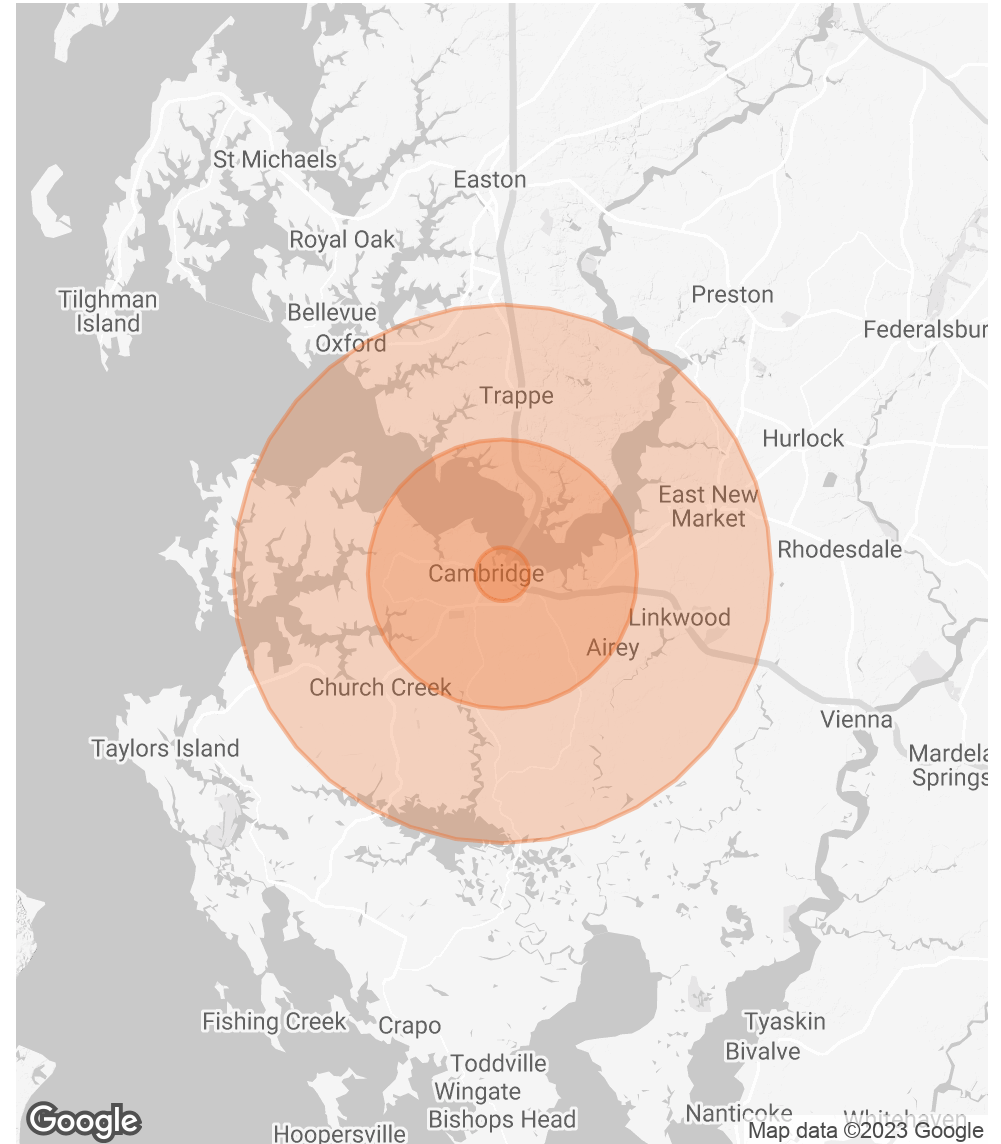 St Michaels
Easton
Royal Oak
Tilghman
Island
Preston
Bellevue
Oxford
Federalsbur
Trappe
Hurlock
East New
Market
Rhodesdale
Cambridge
Linkwood
Airey
Church Creek
Vienna
Taylors Island
Mardela
Springs
Fishing Creek
Crapo
Tyaskin
Bivalve
Toddville
Wingate
Bishops Head
Nanticoke
Whitehaven
Hoopersville
Google
Map data ©2023 Google